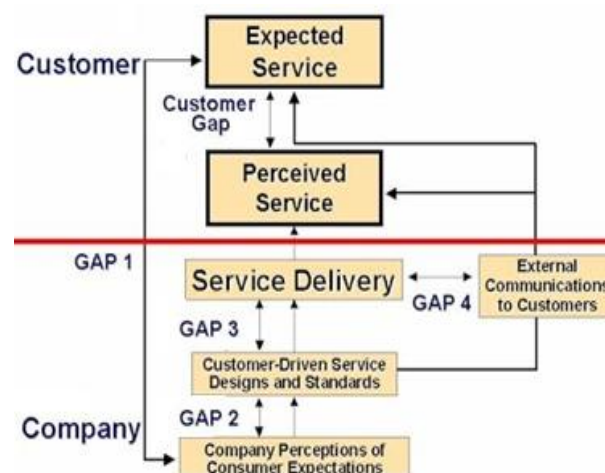 Expected
Service
Customer
Customer
Gap
Perceived
Service
GAP 1
Service Delivery
GAP 4
External
Communications
to Customers
GAP 3
Customer-Driven Service
Designs and Standards
GAP 2
Company
Company Perceptions of
Consumer Expectations